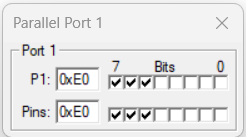 Parallel Port 1
Port 1
7 Bits 0
P1: 0xE0
Pins: 0xE0